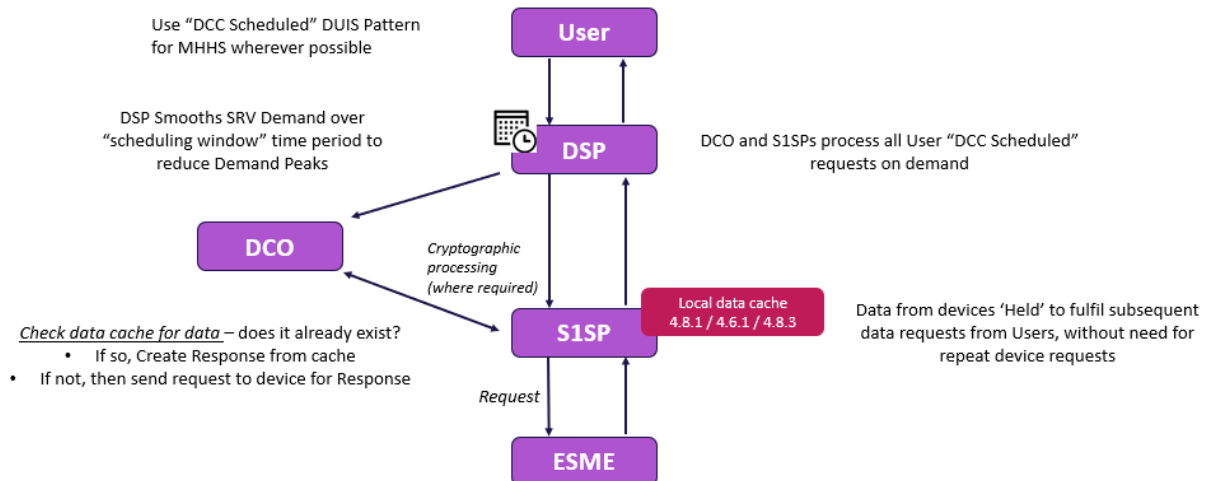 Use “DCC Scheduled” DUIS Pattern
for MHHS wherever possible
User
DSP Smooths SRV Demand over
“scheduling window” time period to
reduce Demand Peaks
DSP
DCO and S1SPs process all User “DCC Scheduled”
requests on demand
DCO
Cryptographic
processing
(where required)
Local data cache
4.8.1 / 4.6.1 / 4.8.3
S1SP
Data from devices ‘Held’ to fulfil subsequent
data requests from Users, without need for
repeat device requests
Check data cache for data – does it already exist?
• If so, Create Response from cache
• If not, then send request to device for Response
Request
ESME